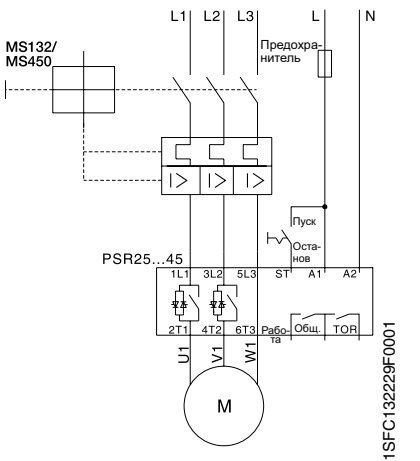 L1 L2 L3 L N
MS132/
MS450
Предохра-
нитель
I> I> I>
Пуск
Оста-
нов
PSR25...45
1L1 3L2 5L3 ST A1 A2
2T1 4T2 6T3 Рабо-
та
Общ. TOR
U1 V1 W1
M
1SFC132229F0001